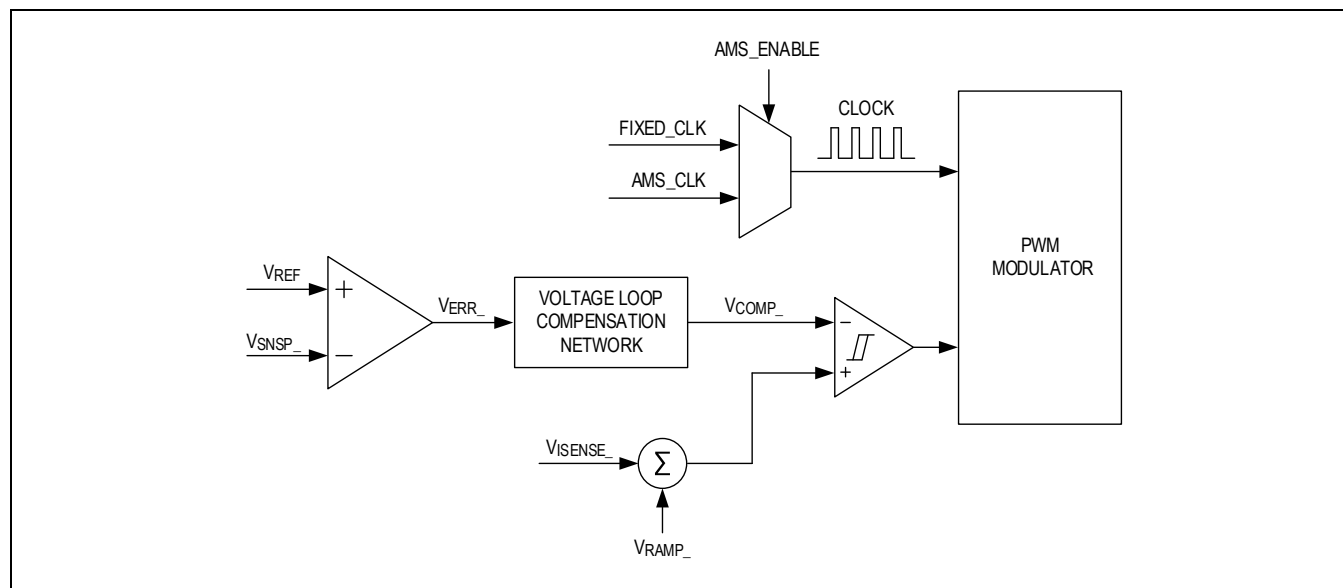 AMS_ENABLE
FIXED_CLK
CLOCK
AMS_CLK
PWM
MODULATOR
VREF
+
VSNSP_
−
VERR_
VOLTAGE LOOP
COMPENSATION
NETWORK
VCOMP_
−
+
VISENSE_
Σ
VRAMP_